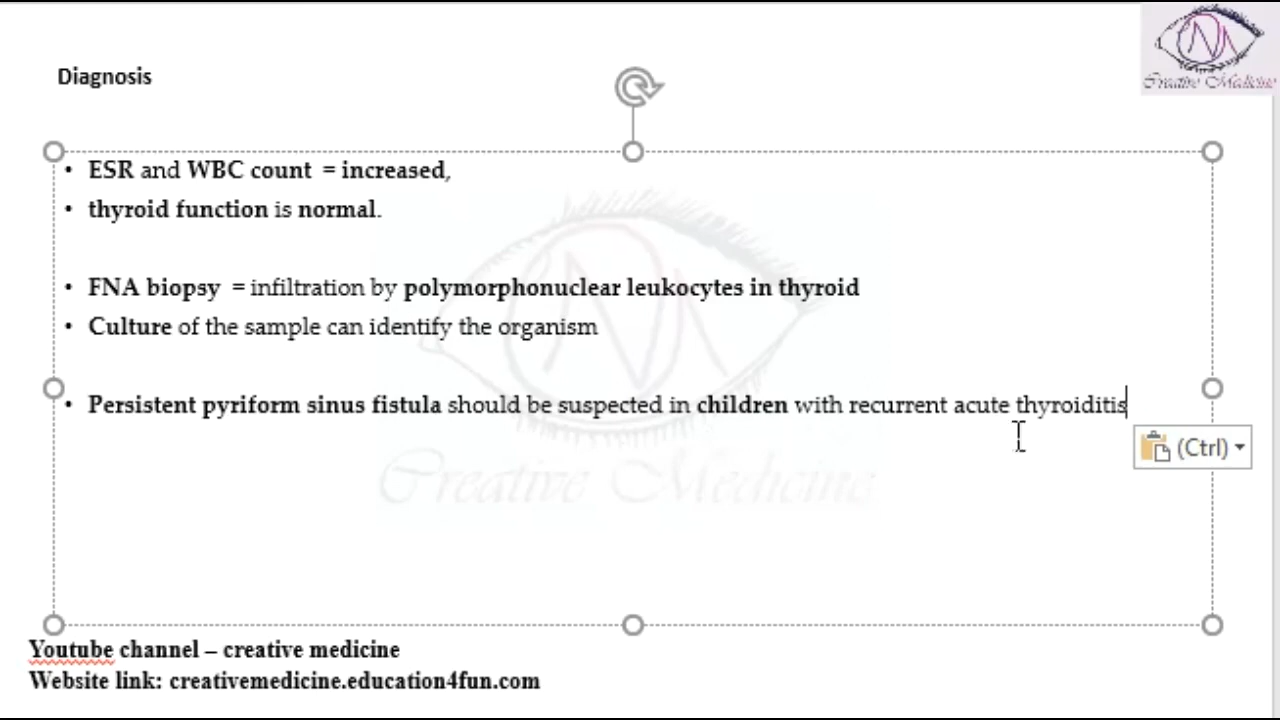 Creative Medicine
Diagnosis
• ESR and WBC count = increased,
• thyroid function is normal.
• FNA biopsy = infiltration by polymorphonuclear leukocytes in thyroid
• Culture of the sample can identify the organism
• Persistent pyriform sinus fistula should be suspected in children with recurrent acute thyroiditis
(Ctrl)
Creative Medicine
Youtube channel – creative medicine
Website link: creativemedicine.education4fun.com